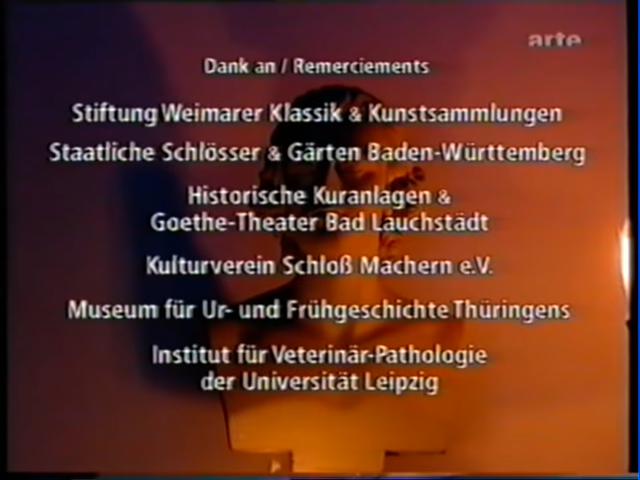 arte
Dank an / Remerciements
Stiftung Weimarer Klassik & Kunstsammlungen
Staatliche Schlösser & Gärten Baden-Württemberg
Historische Kuranlagen &
Goethe-Theater Bad Lauchstädt
Kulturverein Schloß Machern e.V.
Museum für Ur- und Frühgeschichte Thüringens
Institut für Veterinär-Pathologie
der Universität Leipzig